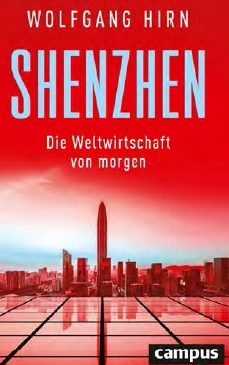 WOLFGANG HIRN
SHENZHEN
Die Weltwirtschaft
von morgen
campus